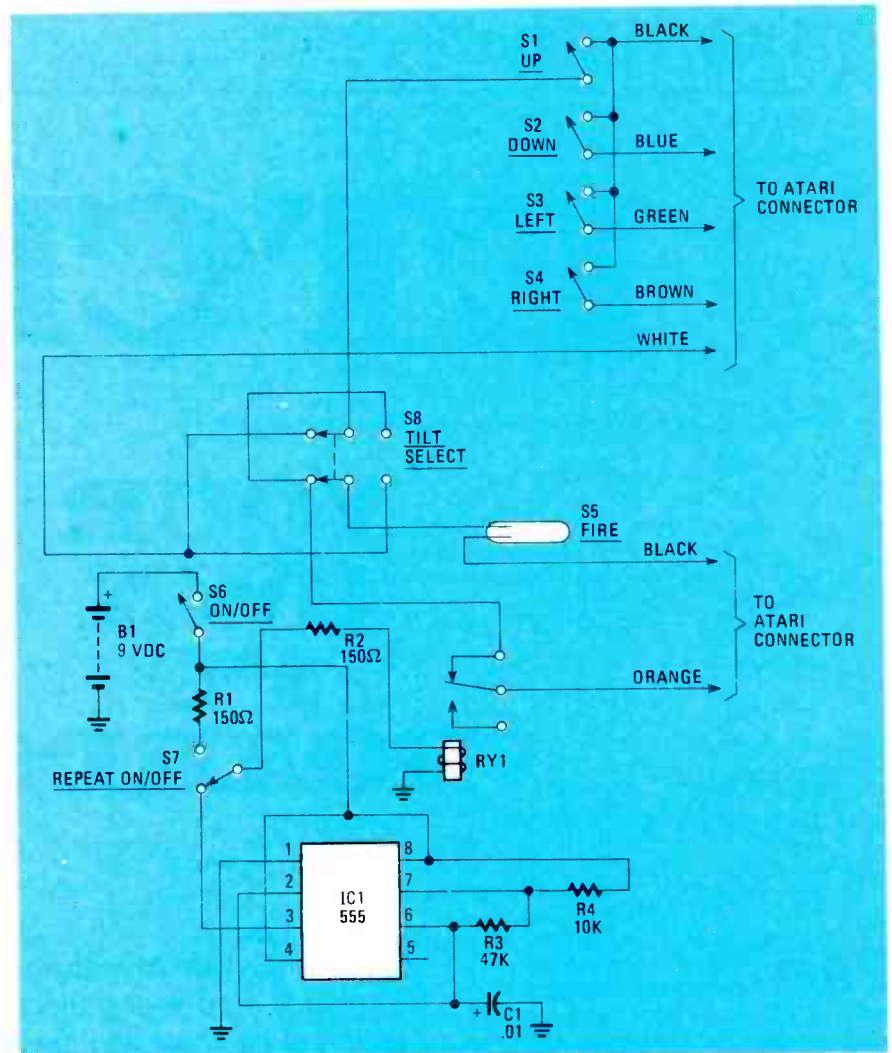 S1
UP
BLACK
S2
DOWN
BLUE
TO ATARI
CONNECTOR
S3
LEFT
GREEN
S4
RIGHT
BROWN
WHITE
S8
TILT
SELECT
S5
FIRE
BLACK
S6
ON/OFF
TO
ATARI
CONNECTOR
+
B1
9 VDC
R2
150Ω
ORANGE
R1
150Ω
S7
REPEAT ON/OFF
RY1
1
8
2
7
IC1
555
R4
10K
3
6
R3
47K
4
5
+
C1
.01